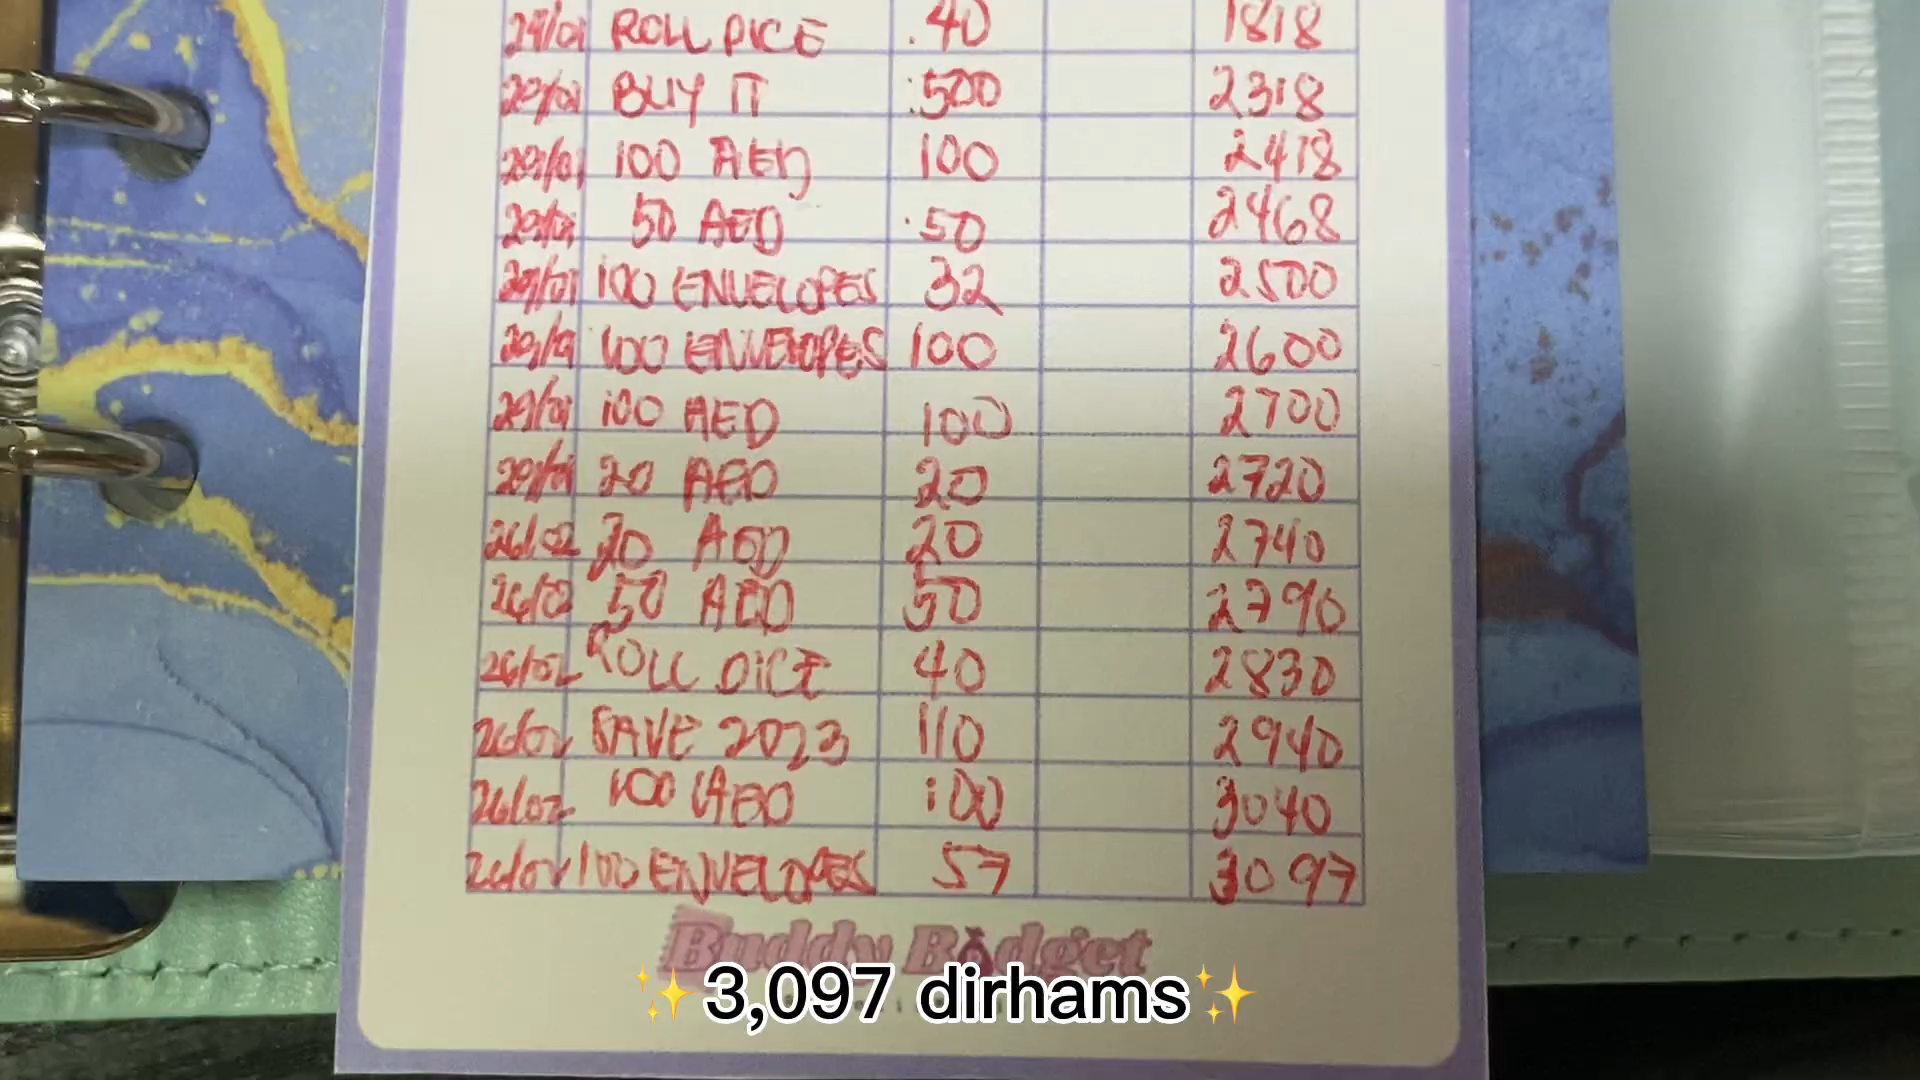 29/01 ROLL DICE .40 1818
29/01 BUY IT :500 2318
29/01 100 AED 100 2418
29/01 50 AED .50 2468
29/01 100 ENVELOPES 32 2500
29/01 100 ENVELOPES 100 2600
29/01 100 AED 100 2700
29/01 20 AED 20 2720
26/02 20 AED 20 2740
26/02 50 AED 50 2790
26/02 ROLL DICE 40 2830
26/02 SAVE 2023 110 2940
26/02 100 AED 100 3040
26/02 100 ENVELOPES 57 3097
Buddy Budget
✨3,097 dirhams✨